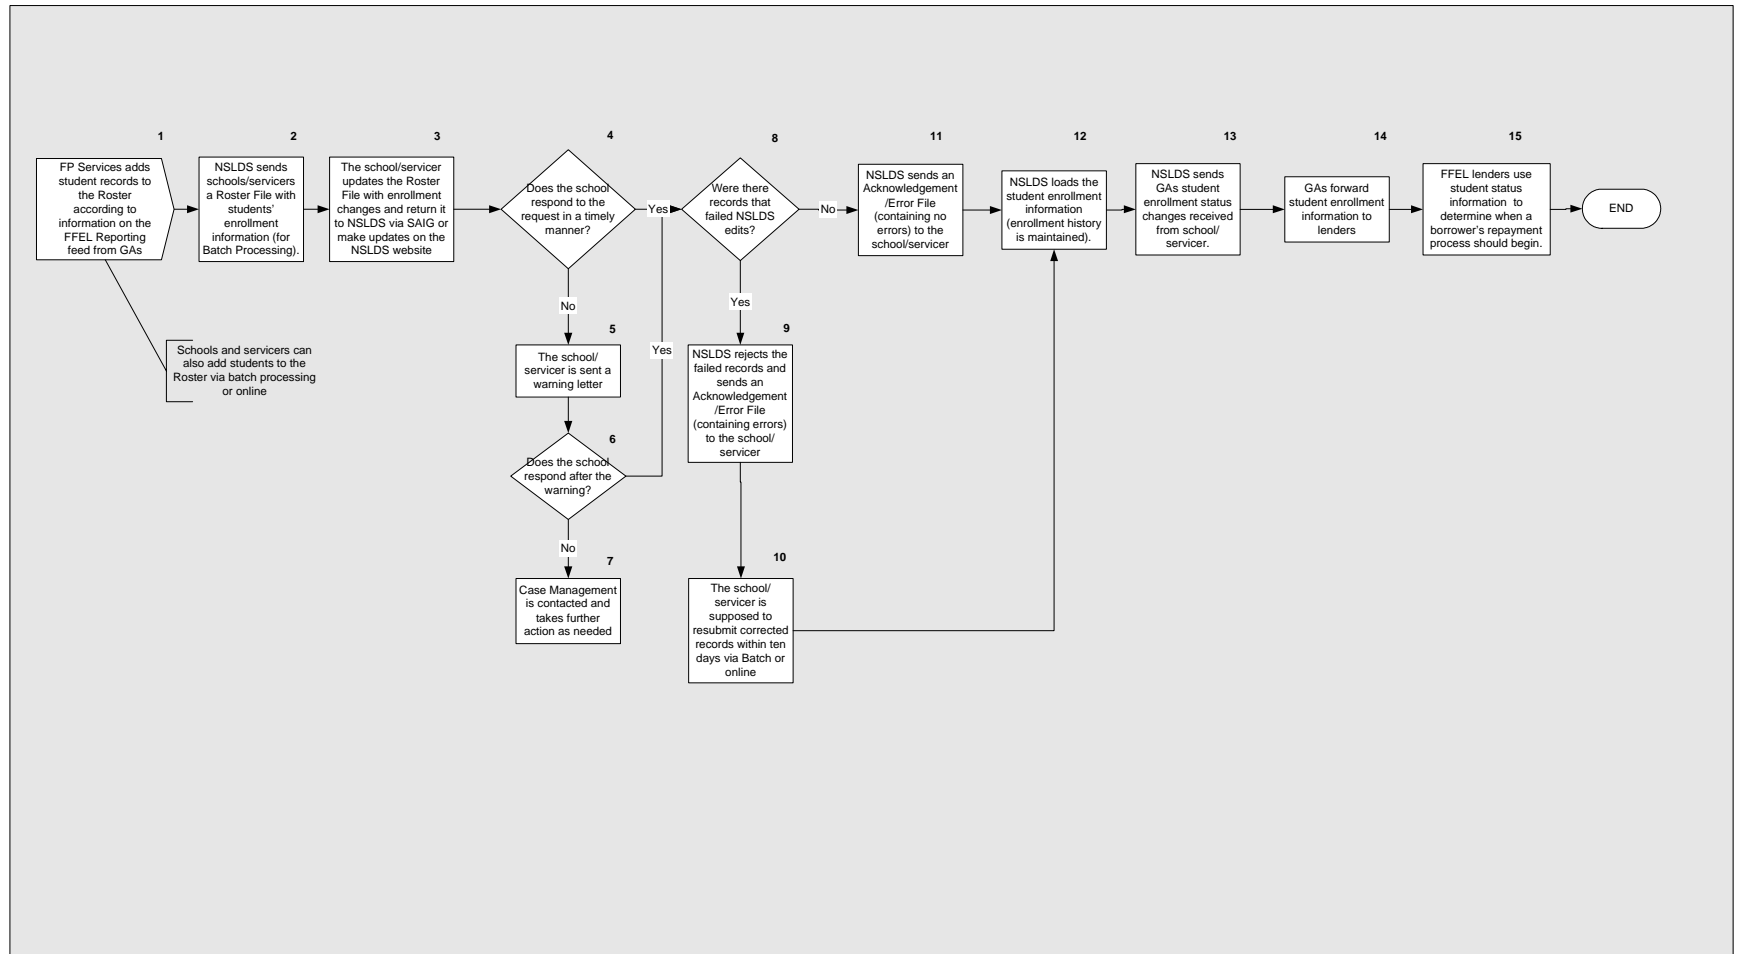 1
FP Services adds
student records to
the Roster
according to
information on the
FFEL Reporting
feed from GAs
Schools and servicers can
also add students to the
Roster via batch processing
or online
2
NSLDS sends
schools/servicers
a Roster File with
students'
enrollment
information (for
Batch Processing).
3
The school/servicer
updates the Roster
File with enrollment
changes and return it
to NSLDS via SAIG or
make updates on the
NSLDS website
4
Does the school
respond to the
request in a timely
manner?
Yes
No
5
The school/
servicer is sent a
warning letter
6
Does the school
respond after the
warning?
Yes
No
7
Case Management
is contacted and
takes further
action as needed
8
Were there
records that
failed NSLDS
edits?
No
Yes
9
NSLDS rejects the
failed records and
sends an
Acknowledgement
/Error File
(containing errors)
to the school/
servicer
10
The school/
servicer is
supposed to
resubmit corrected
records within ten
days via Batch or
online
11
NSLDS sends an
Acknowledgement
/Error File
(containing no
errors) to the
school/servicer
12
NSLDS loads the
student enrollment
information
(enrollment history
is maintained).
13
NSLDS sends
GAs student
enrollment status
changes received
from school/
servicer.
14
GAs forward
student enrollment
information to
lenders
15
FFEL lenders use
student status
information to
determine when a
borrower's repayment
process should begin.
END